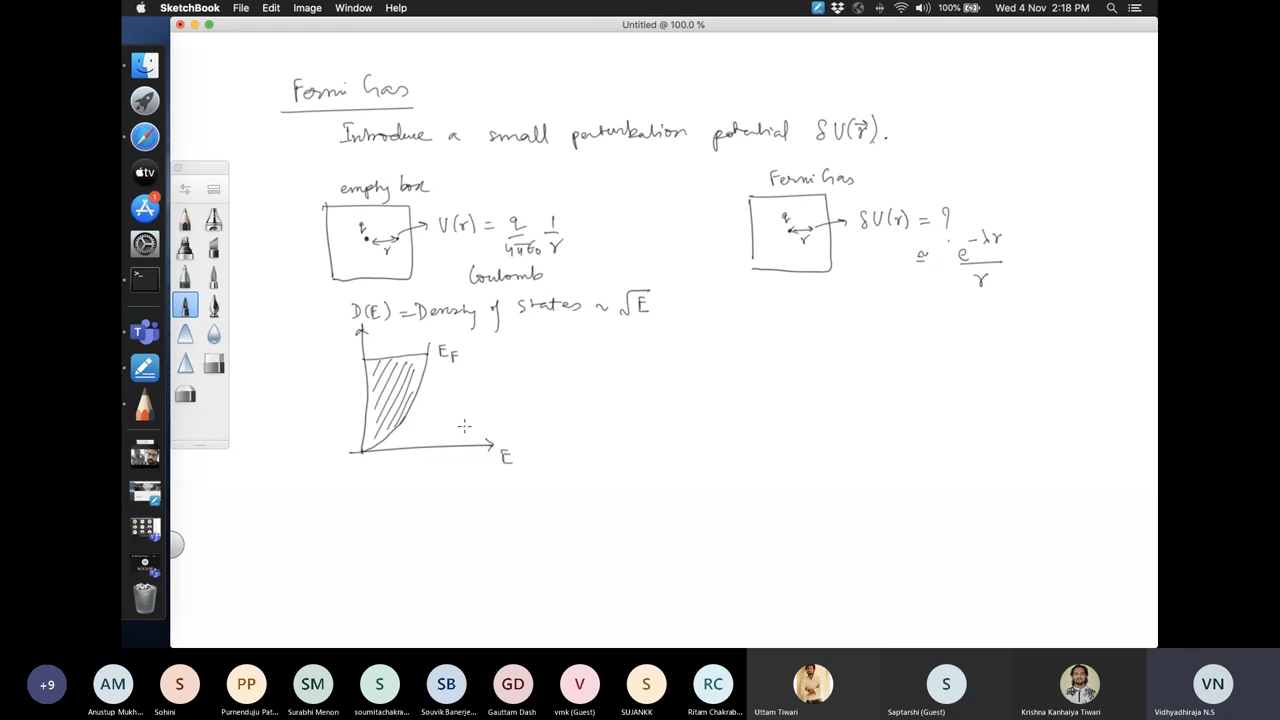 SketchBook File Edit Image Window Help 100% Wed 4 Nov 2:18 PM
Untitled @ 100.0 %
Fermi Gas
Introduce a small perturbation potential δU(r⃗).
empty box
q
r
V(r) = q/4πε₀ 1/r
Coulomb
Fermi Gas
q
r
δU(r) = ?
≃ e^{-λr}/r
D(E) = Density of States ~ √E
E_F
E
tv
1
+9 AM S PP SM S SB GD V S RC S VN
Anustup Mukh... Sohini Purnendu Pat... Surabhi Menon soumitachakra... Souvik Banerje... Gauttam Dash vmk (Guest) SUJANKK Ritam Chakrab... Uttam Tiwari Saptarshi (Guest) Krishna Kanhaiya Tiwari Vidhyadhiraja N.S